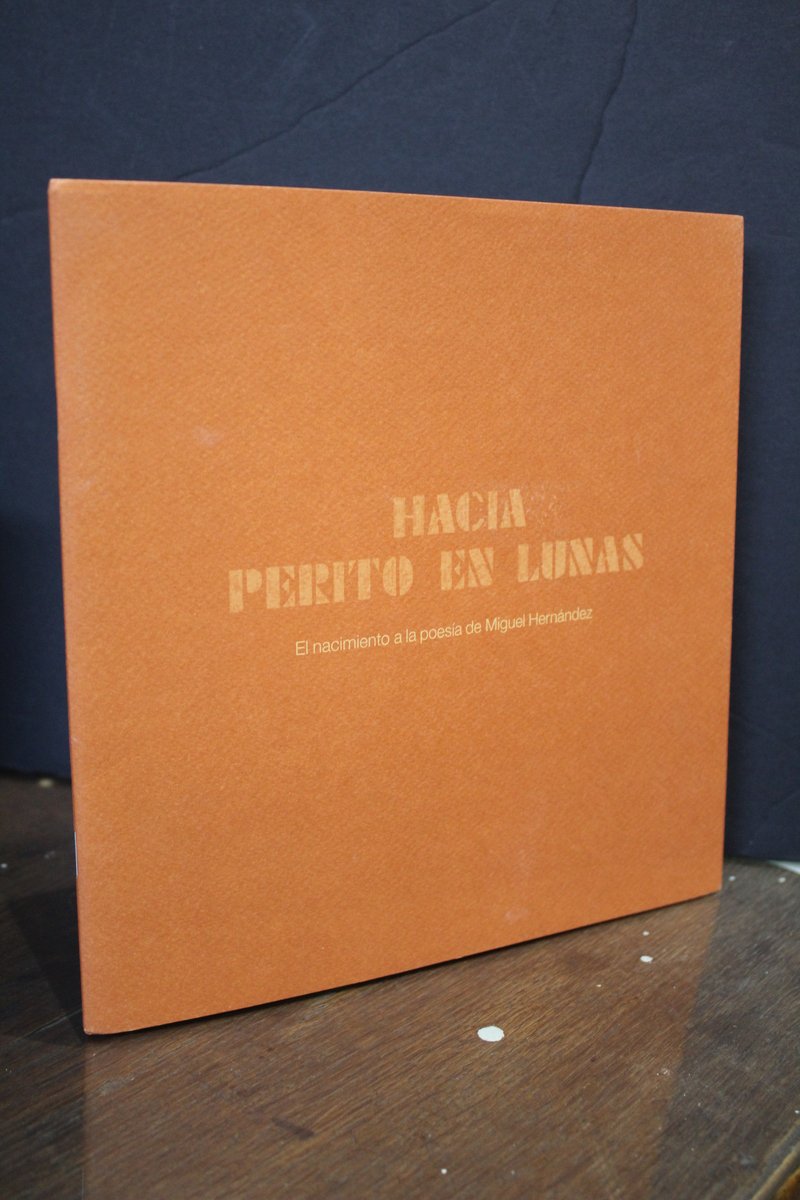 HACIA
PERITO EN LUNAS
El nacimiento a la poesía de Miguel Hernández